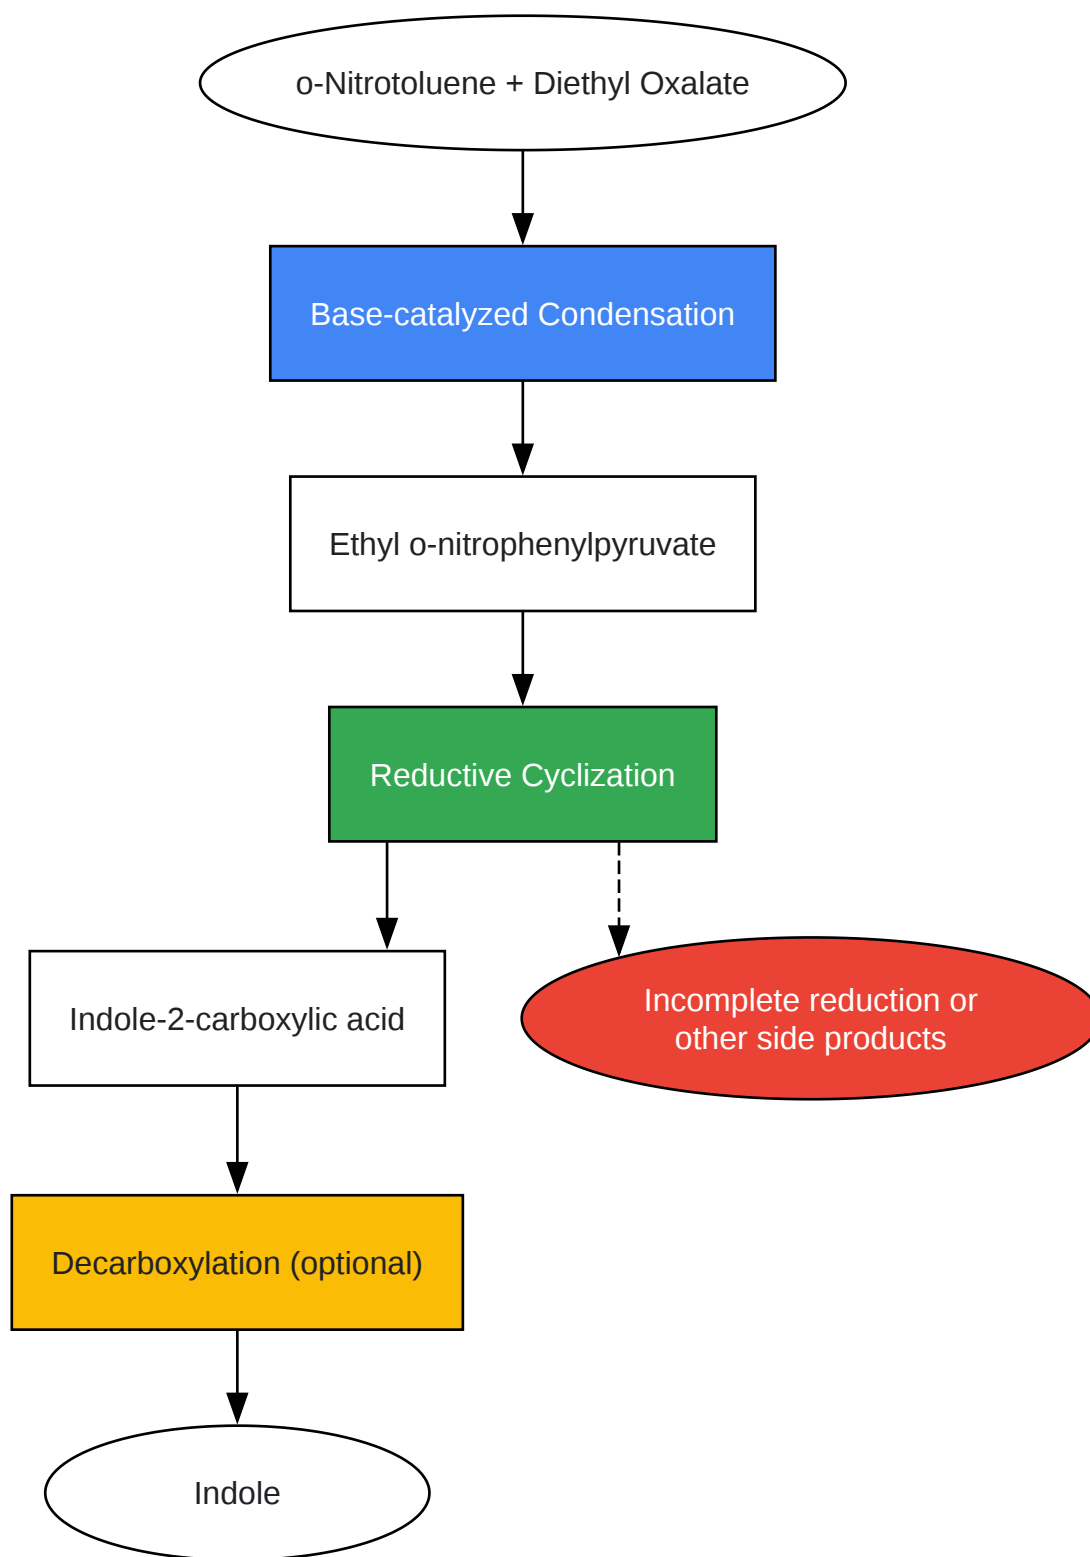 o-Nitrotoluene + Diethyl Oxalate
Base-catalyzed Condensation
Ethyl o-nitrophenylpyruvate
Reductive Cyclization
Indole-2-carboxylic acid
Incomplete reduction or
other side products
Decarboxylation (optional)
Indole